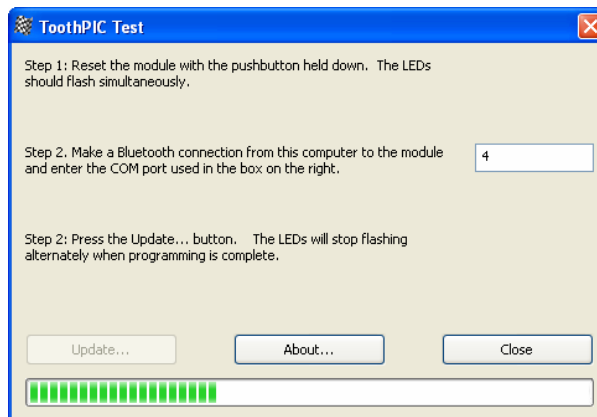 ToothPIC Test
Step 1: Reset the module with the pushbutton held down. The LEDs
should flash simultaneously.
Step 2. Make a Bluetooth connection from this computer to the module
and enter the COM port used in the box on the right.
4
Step 2: Press the Update... button. The LEDs will stop flashing
alternately when programming is complete.
Update...
About...
Close